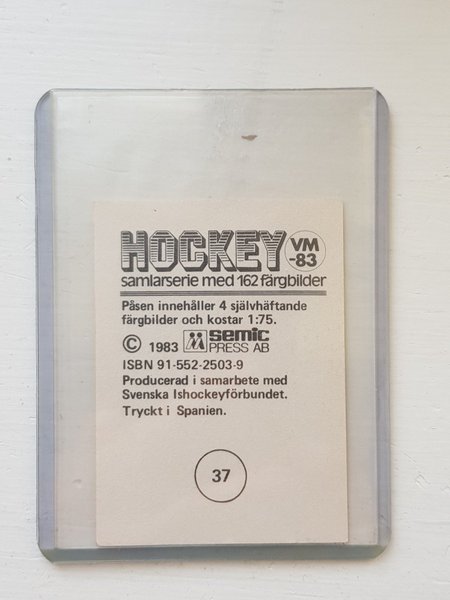 HOCKEY VM
-83
samlarserie med 162 färgbilder
Påsen innehåller 4 självhäftande
färgbilder och kostar 1:75.
© 1983 semic
PRESS AB
ISBN 91-552-2503-9
Producerad i samarbete med
Svenska Ishockeyförbundet.
Tryckt i Spanien.
37